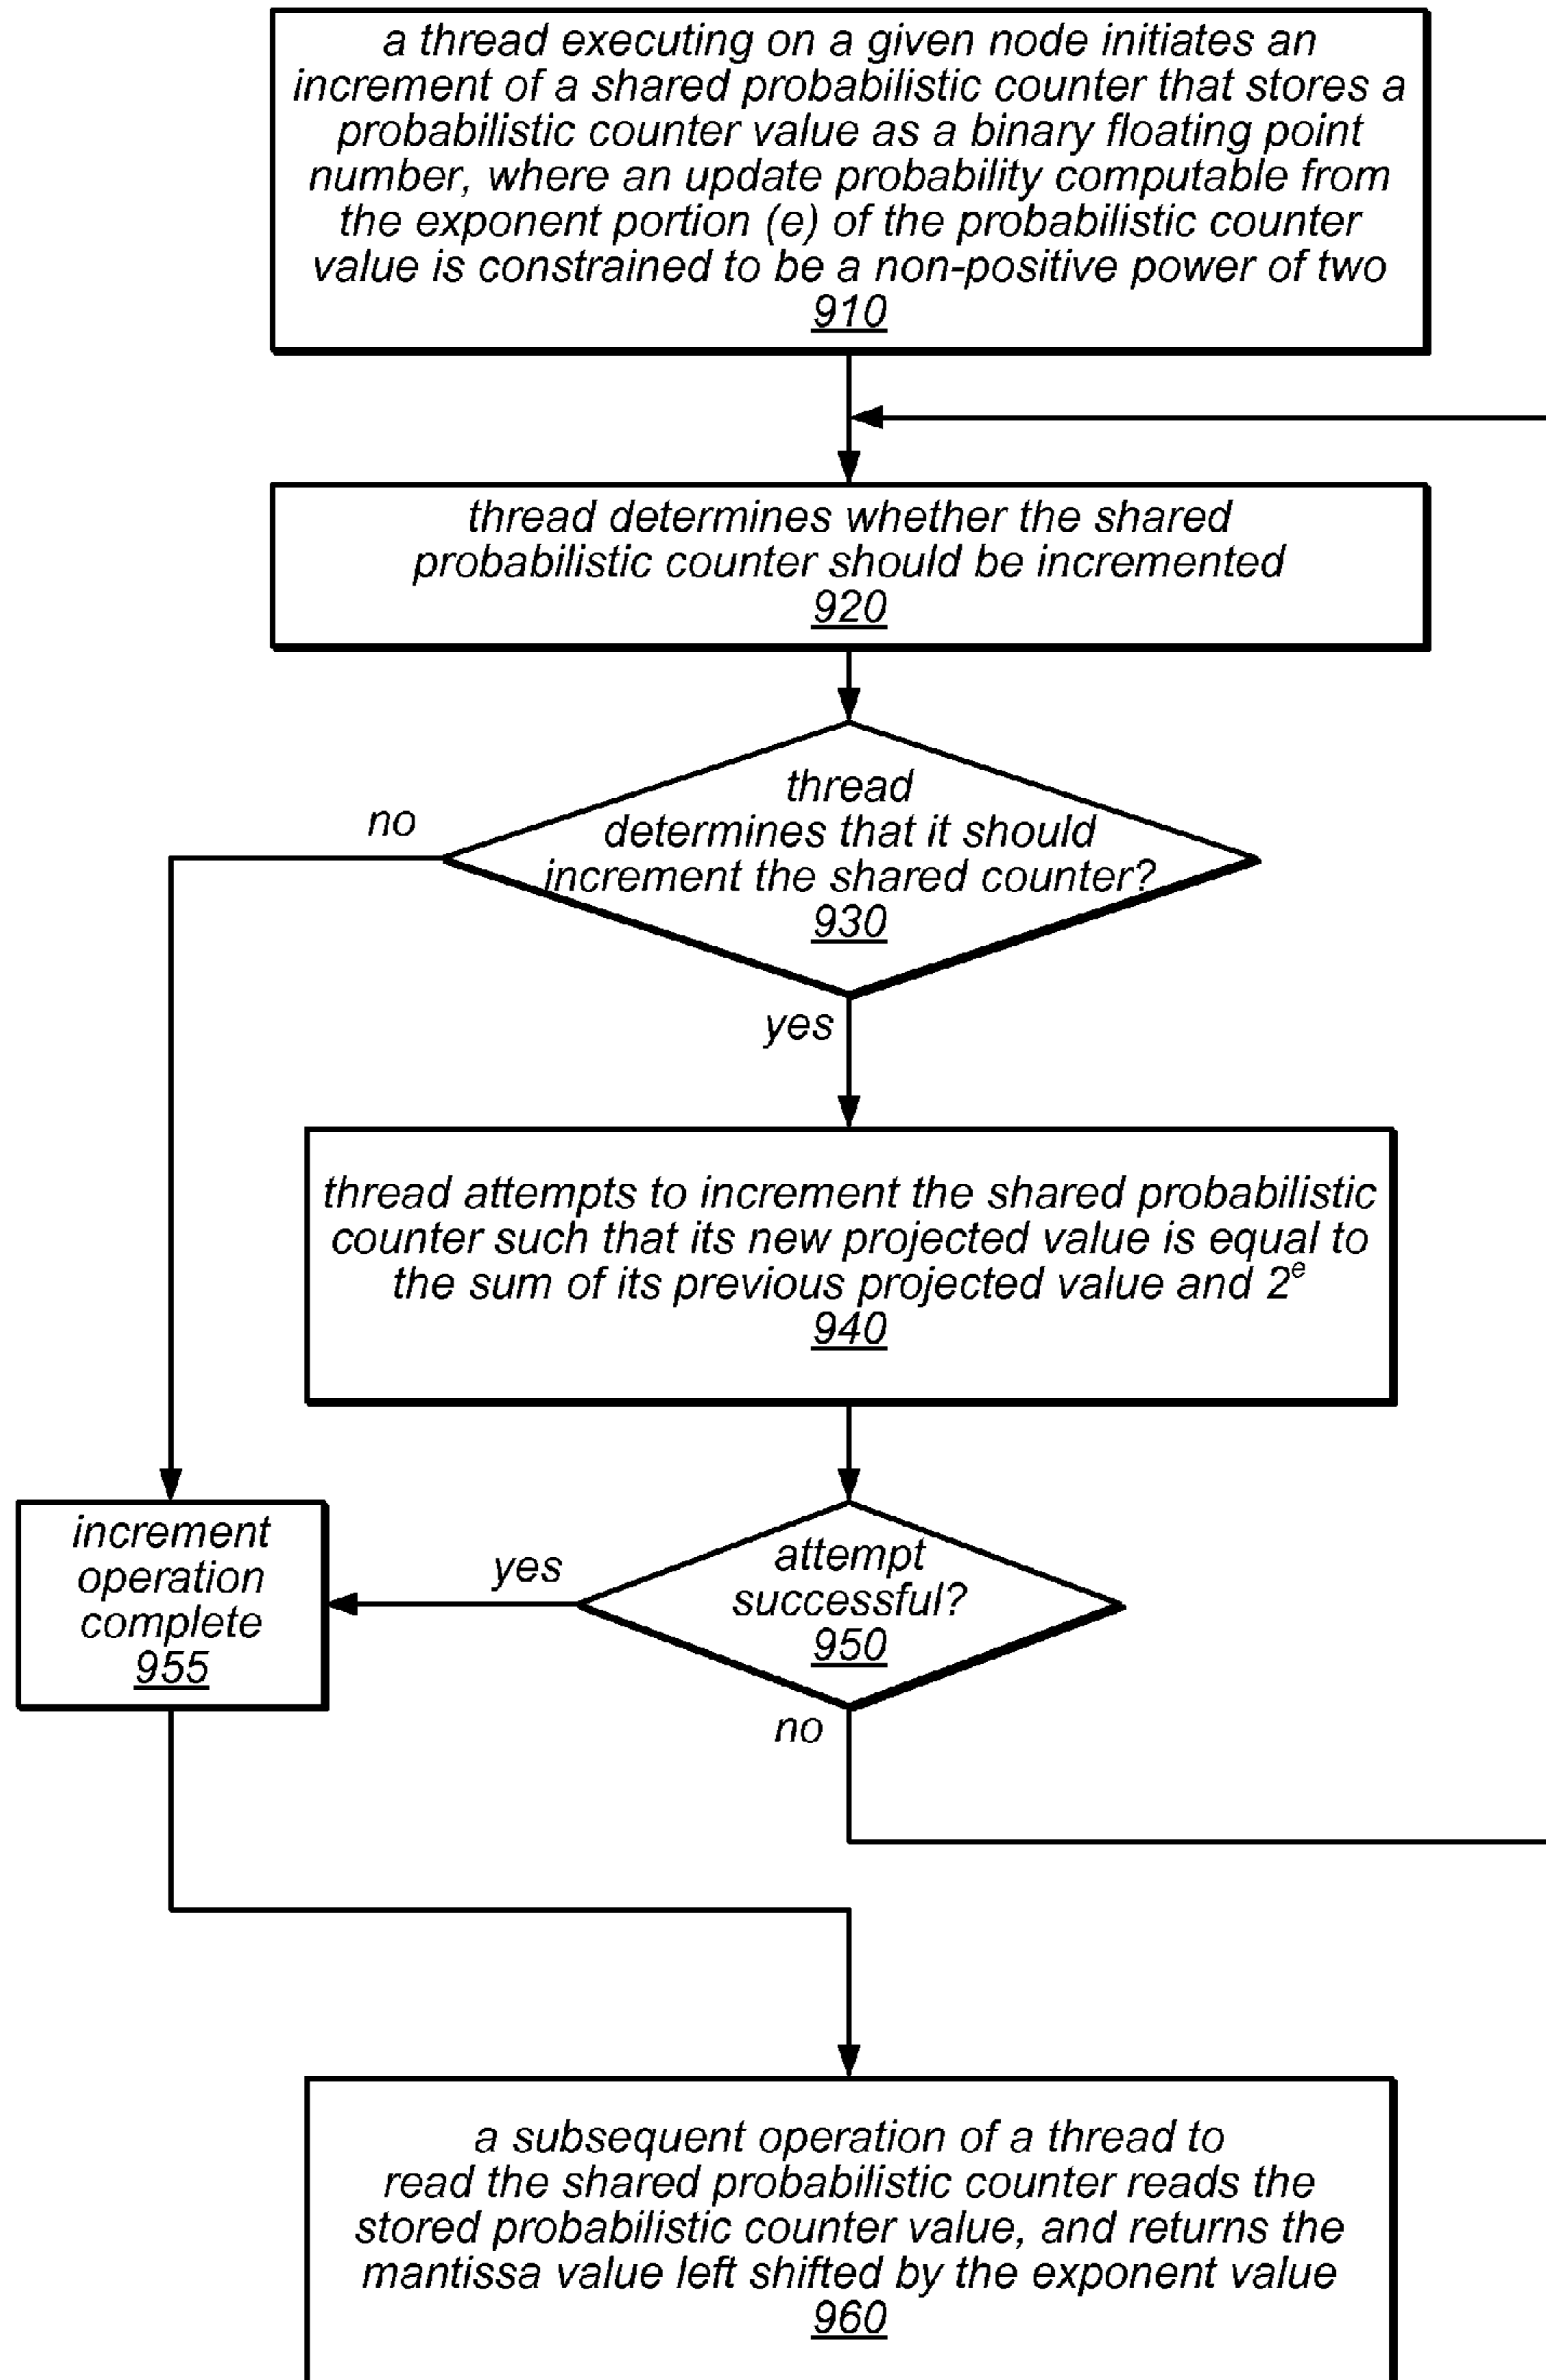 a thread executing on a given node initiates an
increment of a shared probabilistic counter that stores a
probabilistic counter value as a binary floating point
number, where an update probability computable from
the exponent portion (e) of the probabilistic counter
value is constrained to be a non-positive power of two
910
thread determines whether the shared
probabilistic counter should be incremented
920
thread
determines that it should
increment the shared counter?
930
no
yes
thread attempts to increment the shared probabilistic
counter such that its new projected value is equal to
the sum of its previous projected value and 2^e
940
attempt
successful?
950
yes
no
increment
operation
complete
955
a subsequent operation of a thread to
read the shared probabilistic counter reads the
stored probabilistic counter value, and returns the
mantissa value left shifted by the exponent value
960